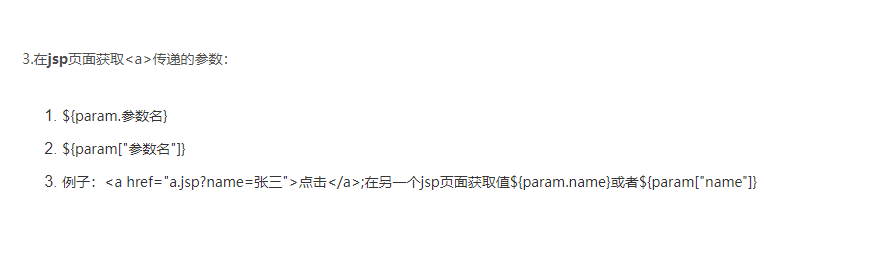 3.在jsp页面获取<a>传递的参数：
1. ${param.参数名}
2. ${param["参数名"]}
3. 例子：<a href="a.jsp?name=张三">点击</a>;在另一个jsp页面获取值${param.name}或者${param["name"]}